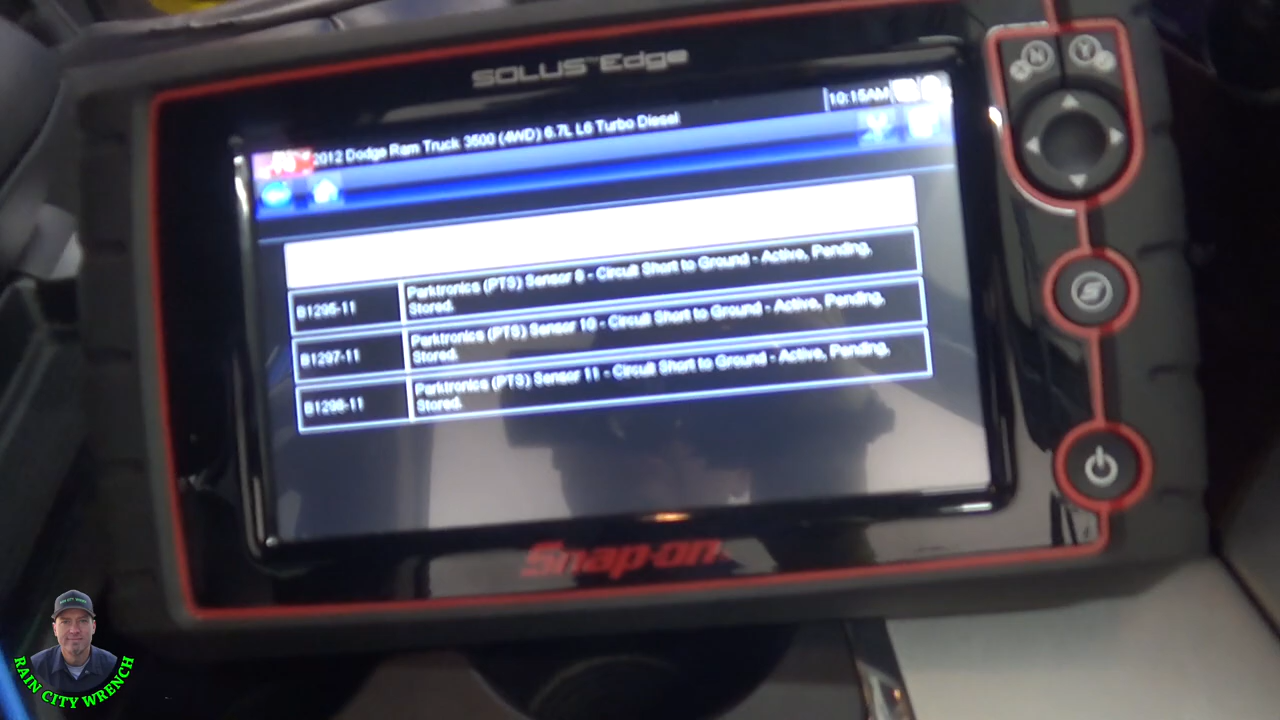 SOLUS Edge
10:15AM
2012 Dodge Ram Truck 3500 (4WD) 6.7L L6 Turbo Diesel
B1295-11 Parktronics (PTS) Sensor 8 - Circuit Short to Ground - Active, Pending,
Stored.
B1297-11 Parktronics (PTS) Sensor 10 - Circuit Short to Ground - Active, Pending,
Stored.
B1298-11 Parktronics (PTS) Sensor 11 - Circuit Short to Ground - Active, Pending,
Stored.
Snap-on
N
Y
S
RAIN CITY WRENCH